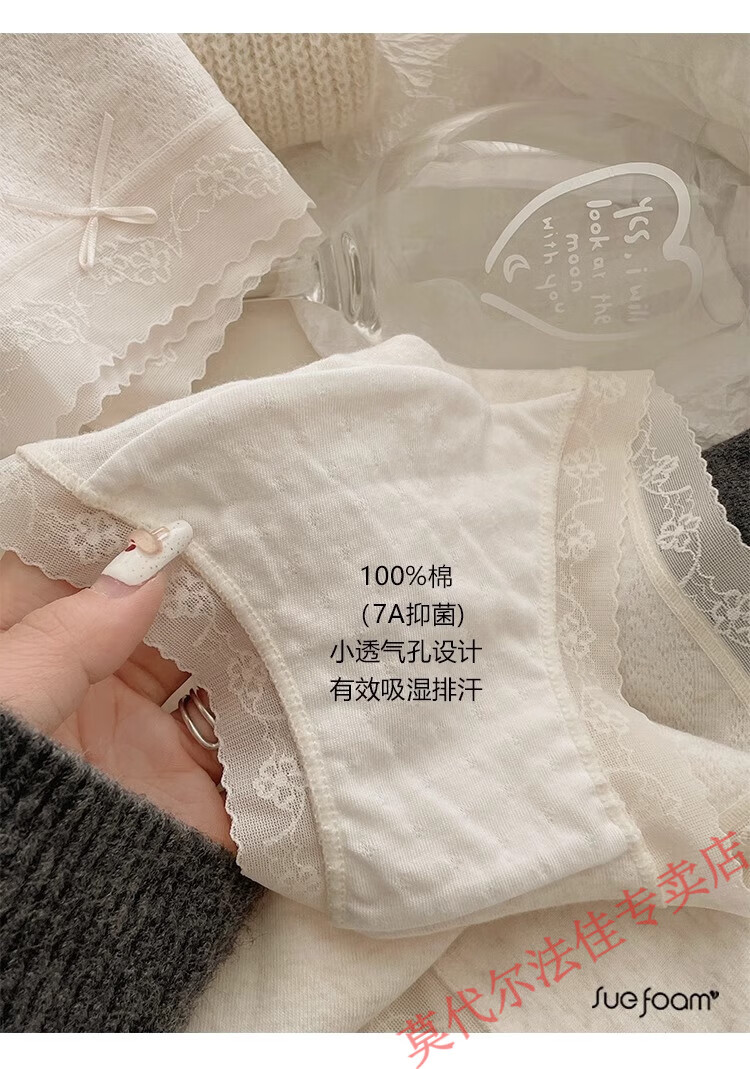 yes, i will
look at the
moon
with you
100%棉
(7A抑菌)
小透气孔设计
有效吸湿排汗
莫代尔法佳专卖店
suefoam